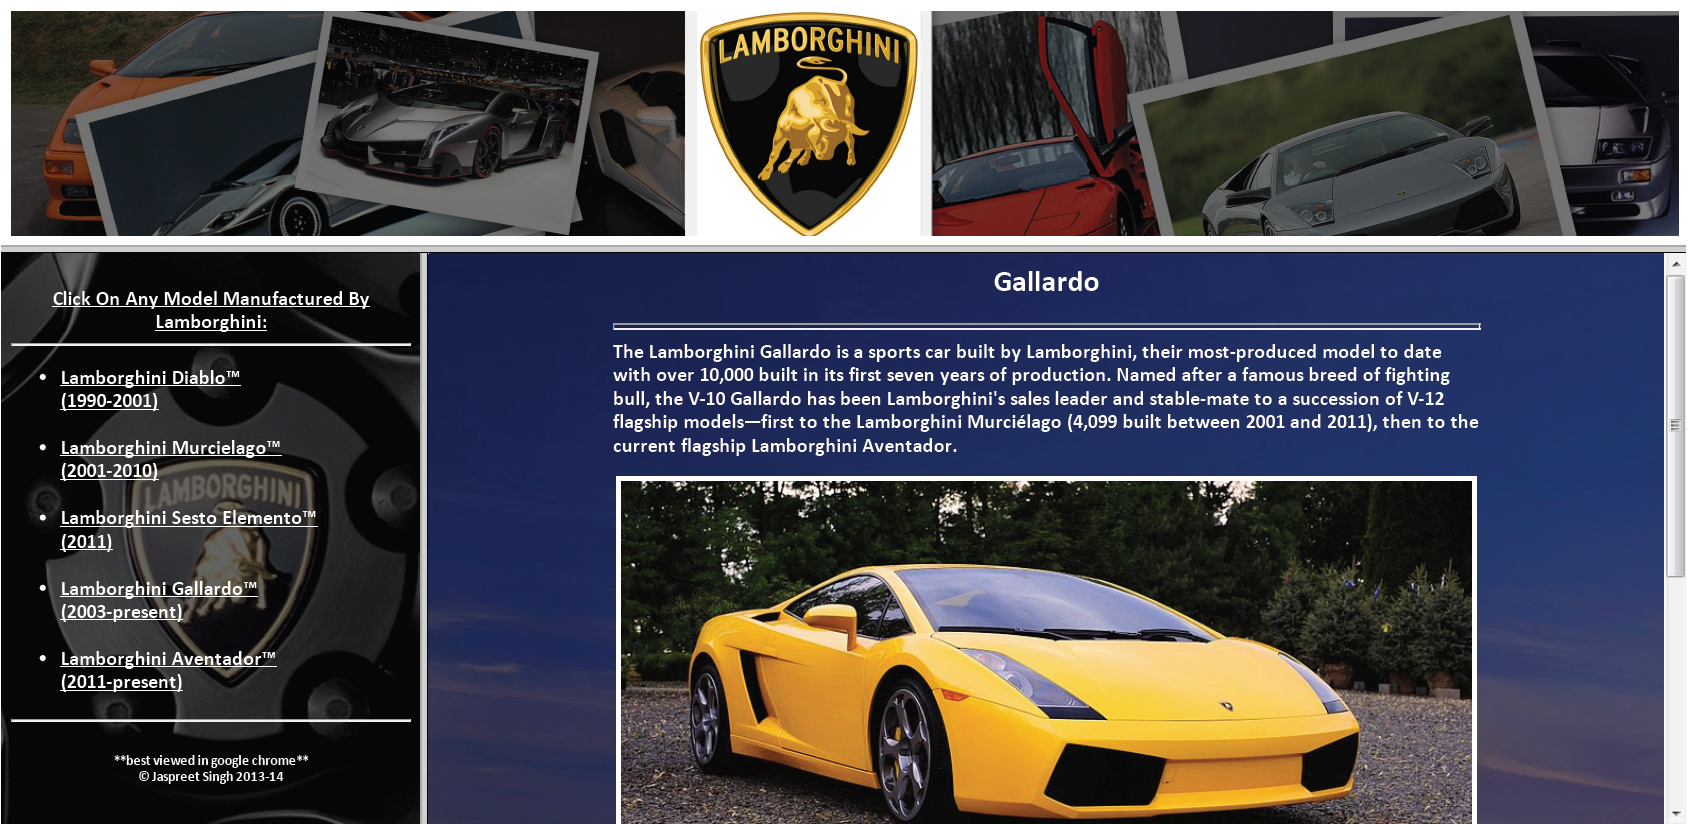 LAMBORGHINI
Click On Any Model Manufactured By
Lamborghini:
• Lamborghini Diablo™
(1990-2001)
• Lamborghini Murcielago™
(2001-2010)
• Lamborghini Sesto Elemento™
(2011)
• Lamborghini Gallardo™
(2003-present)
• Lamborghini Aventador™
(2011-present)
LAMBORGHINI
**best viewed in google chrome**
© Jaspreet Singh 2013-14
Gallardo
The Lamborghini Gallardo is a sports car built by Lamborghini, their most-produced model to date
with over 10,000 built in its first seven years of production. Named after a famous breed of fighting
bull, the V-10 Gallardo has been Lamborghini's sales leader and stable-mate to a succession of V-12
flagship models—first to the Lamborghini Murciélago (4,099 built between 2001 and 2011), then to the
current flagship Lamborghini Aventador.